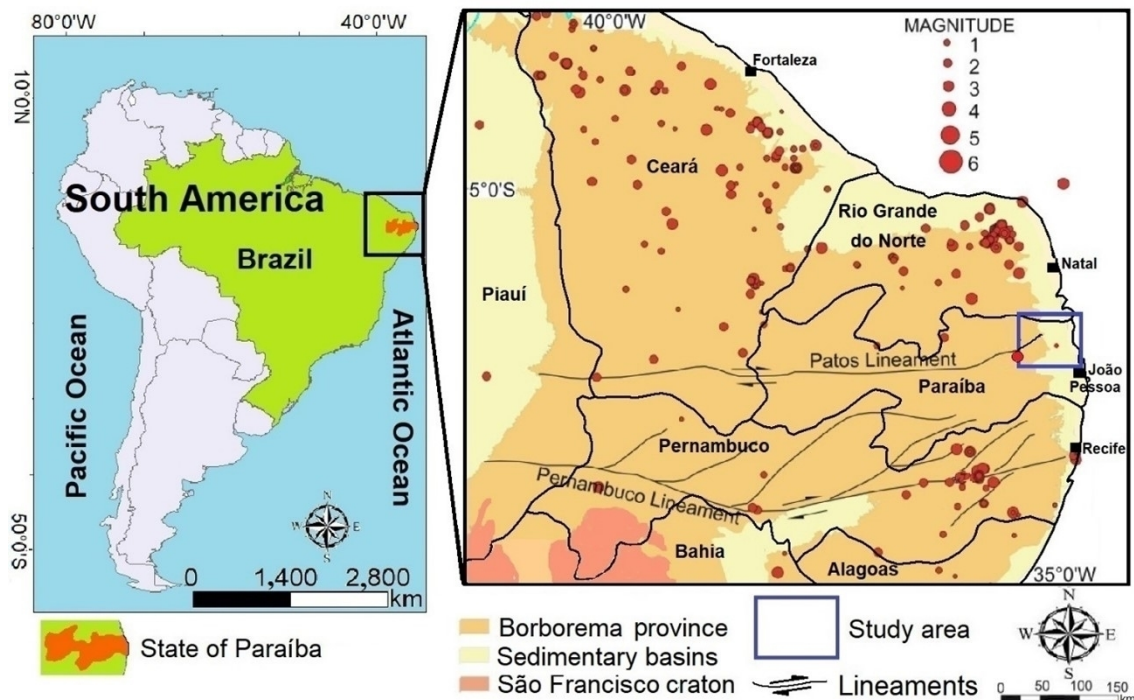 80°0'W
40°0'W
10°0'N
50°0'S
South America
Brazil
Pacific Ocean
Atlantic Ocean
N
W
E
S
0 1,400 2,800
km
State of Paraíba
40°0'W
MAGNITUDE
1
2
3
4
5
6
Fortaleza
Ceará
5°0'S
Rio Grande
do Norte
Natal
Piauí
Patos Lineament
João
Pessoa
Paraíba
Pernambuco
Recife
Pernambuco Lineament
Bahia
Alagoas
35°0'W
Borborema province
Sedimentary basins
São Francisco craton
Study area
Lineaments
N
W
E
S
0 50 100 150
km